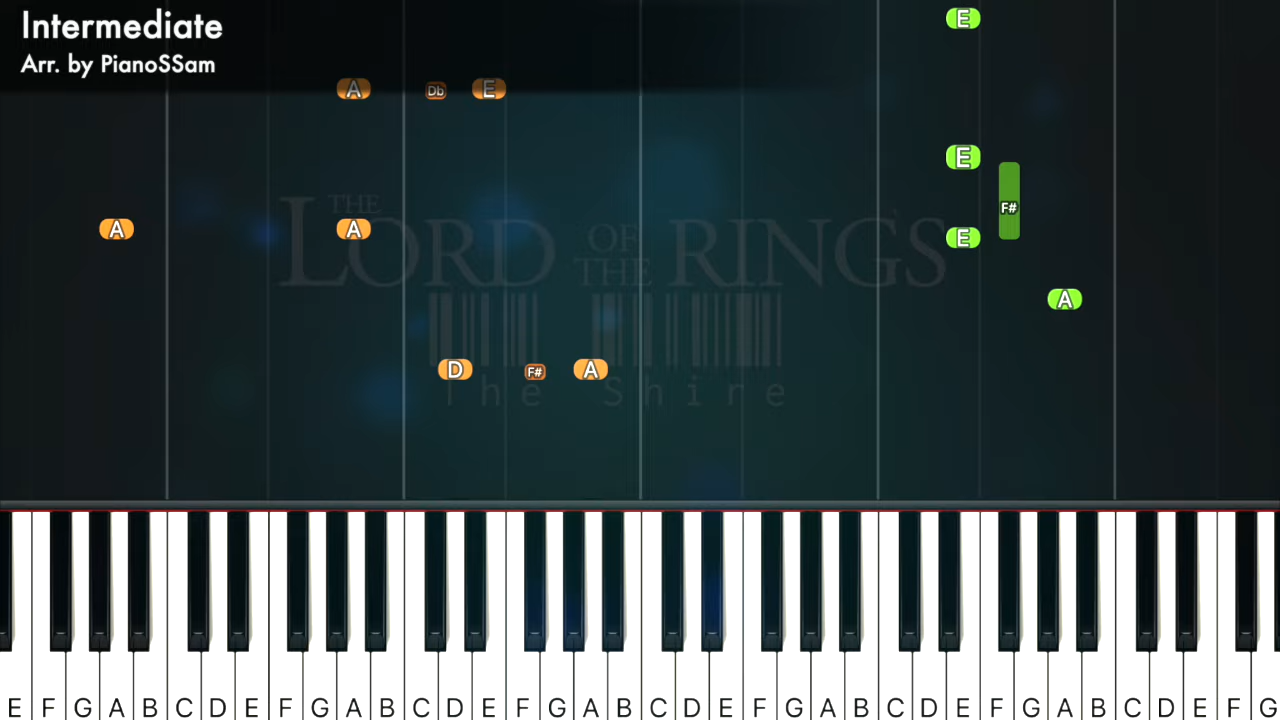 Intermediate
Arr. by PianoSSam
E
A Db E
E
THE
LORD OF THE RINGS
F#
A A E
A
D F# A
The Shire
E F G A B C D E F G A B C D E F G A B C D E F G A B C D E F G A B C D E F G